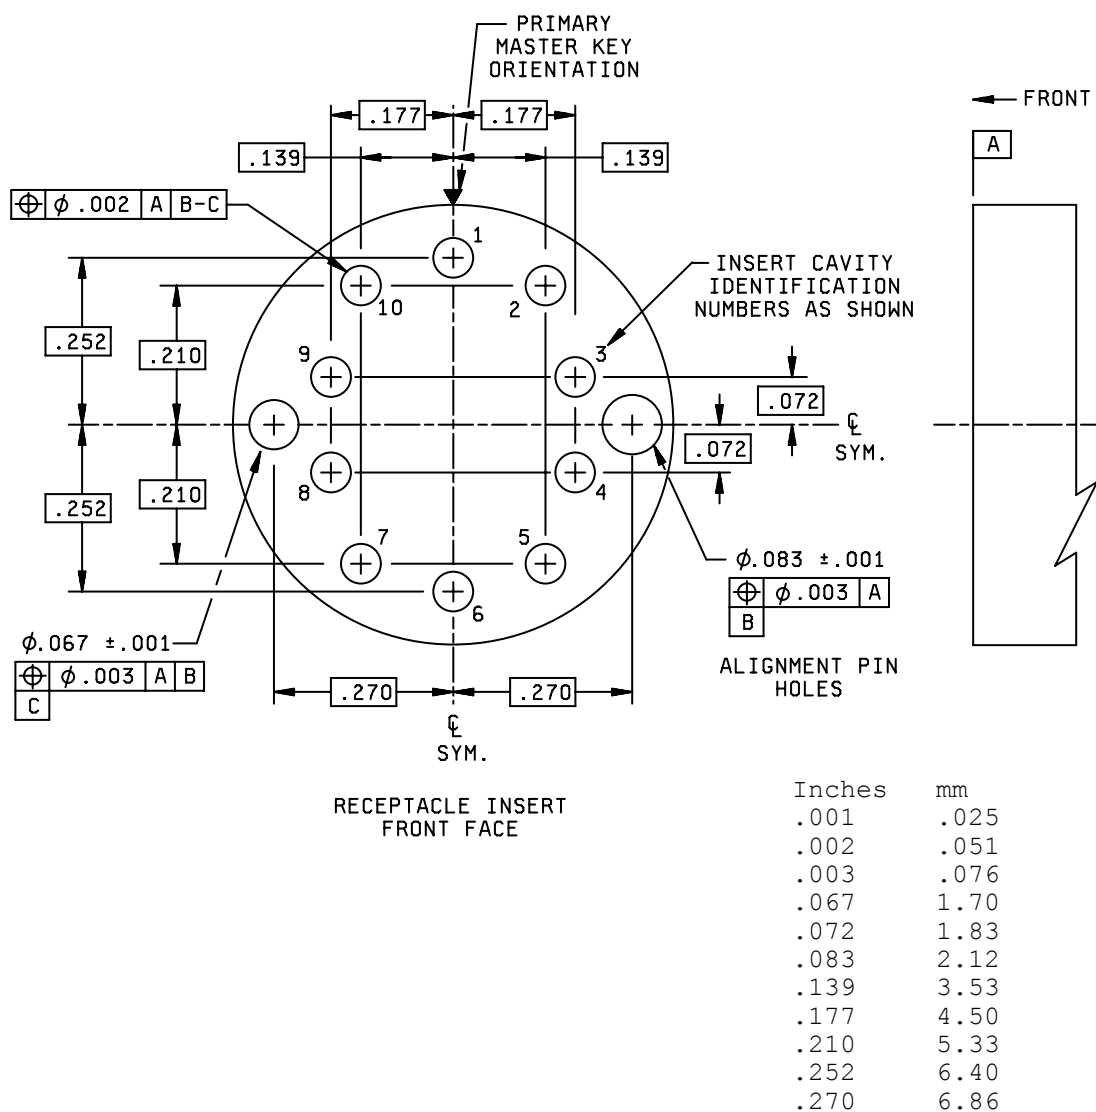 PRIMARY
MASTER KEY
ORIENTATION
.177 .177
.139 .139
FRONT
A
⌖ ⌀.002 A B-C
1
INSERT CAVITY
IDENTIFICATION
NUMBERS AS SHOWN
10 2
.252 .210
9 3
.072
℄
SYM.
.072
8 4
.252 .210
7 5
6
⌀.083 ±.001
⌖ ⌀.003 A
B
ALIGNMENT PIN
HOLES
⌀.067 ±.001
⌖ ⌀.003 A B
C
.270 .270
℄
SYM.
RECEPTACLE INSERT
FRONT FACE
Inches mm
.001 .025
.002 .051
.003 .076
.067 1.70
.072 1.83
.083 2.12
.139 3.53
.177 4.50
.210 5.33
.252 6.40
.270 6.86